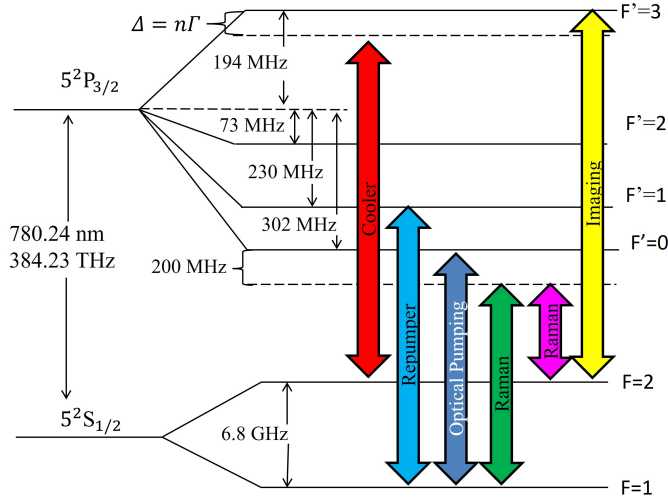 Δ = nΓ
F'=3
194 MHz
5²P₃/₂
73 MHz
F'=2
230 MHz
F'=1
302 MHz
780.24 nm
384.23 THz
F'=0
200 MHz
Cooler
Repumper
Optical Pumping
Raman
Raman
Imaging
F=2
5²S₁/₂
6.8 GHz
F=1